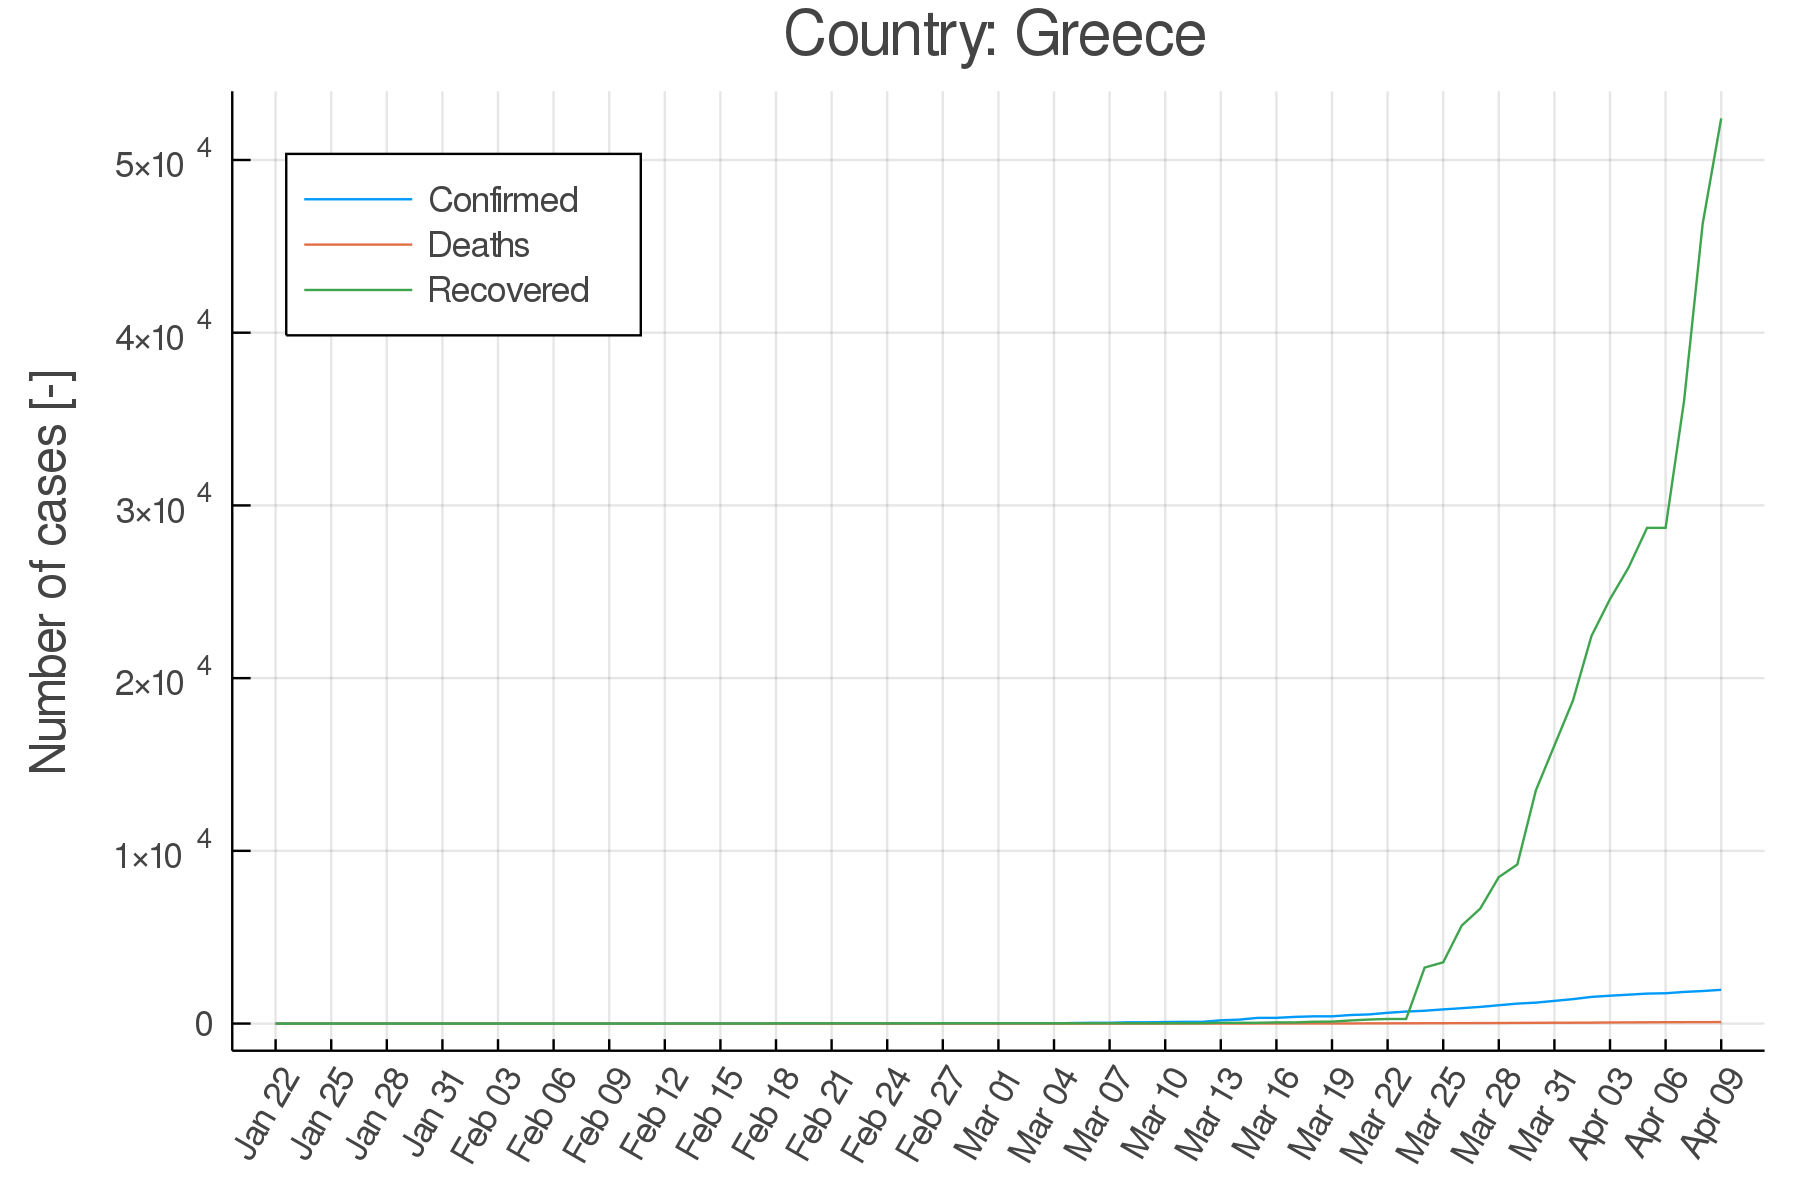 Country: Greece
Number of cases [-]
5×10 4
4×10 4
3×10 4
2×10 4
1×10 4
0
Confirmed
Deaths
Recovered
Jan 22
Jan 25
Jan 28
Jan 31
Feb 03
Feb 06
Feb 09
Feb 12
Feb 15
Feb 18
Feb 21
Feb 24
Feb 27
Mar 01
Mar 04
Mar 07
Mar 10
Mar 13
Mar 16
Mar 19
Mar 22
Mar 25
Mar 28
Mar 31
Apr 03
Apr 06
Apr 09